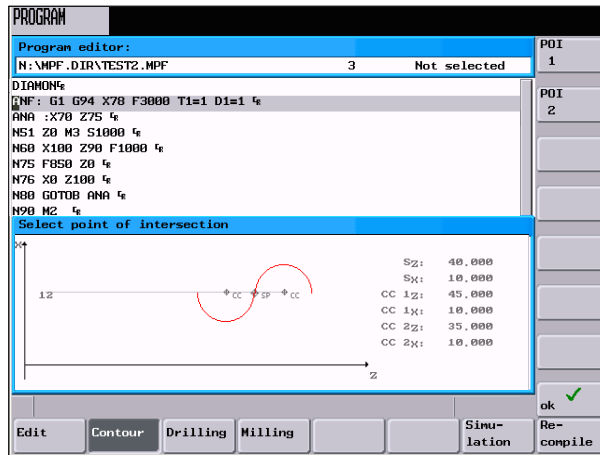 PROGRAM
Program editor:
N:\MPF.DIR\TEST2.MPF 3 Not selected
DIAMON
ANF: G1 G94 X78 F3000 T1=1 D1=1
ANA :X70 Z75
N51 Z0 M3 S1000
N60 X100 Z90 F1000
N75 F850 Z0
N76 X0 Z100
N80 GOTOB ANA
N90 M2
Select point of intersection
X
12
CC SP CC
Z
SZ: 40.000
SX: 10.000
CC 1Z: 45.000
CC 1X: 10.000
CC 2Z: 35.000
CC 2X: 10.000
POI
1
POI
2
ok
Edit Contour Drilling Milling Simu-
lation
Re-
compile